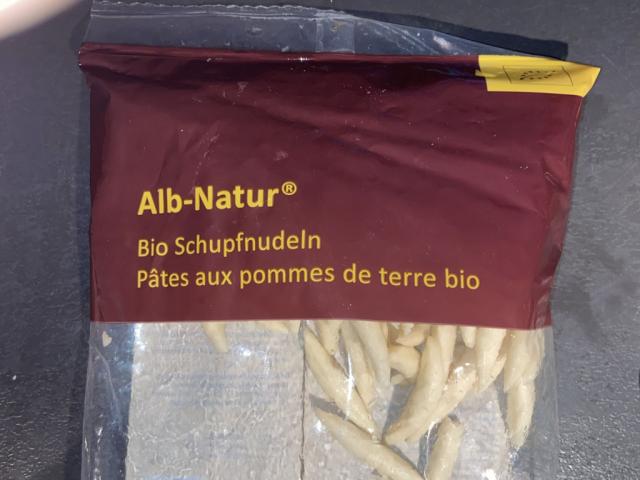 Alb-Natur®
Bio Schupfnudeln
Pâtes aux pommes de terre bio